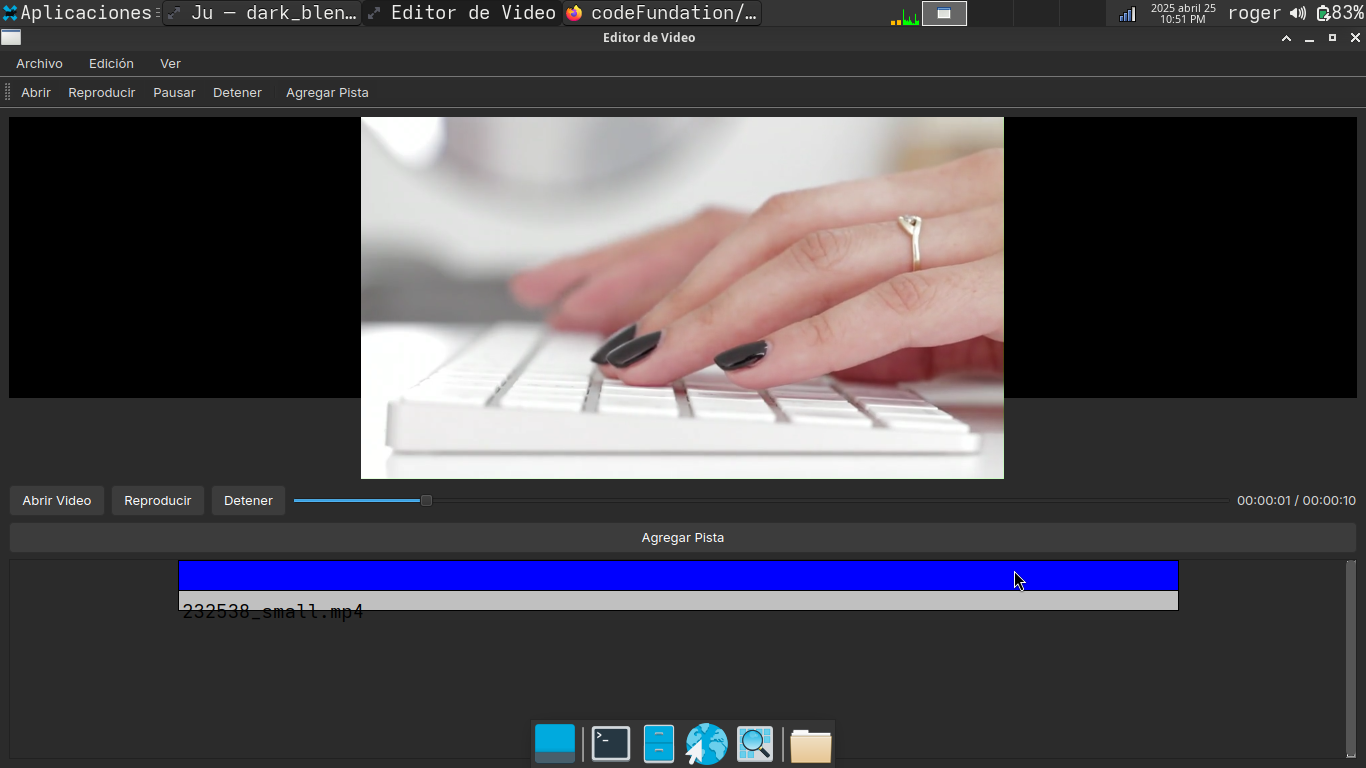 Aplicaciones
Ju — dark_blen…
Editor de Video
codeFundation/…
2025 abril 25
10:51 PM
roger
83%
Editor de Video
Archivo Edición Ver
Abrir Reproducir Pausar Detener Agregar Pista
Abrir Video Reproducir Detener 00:00:01 / 00:00:10
Agregar Pista
232538_small.mp4